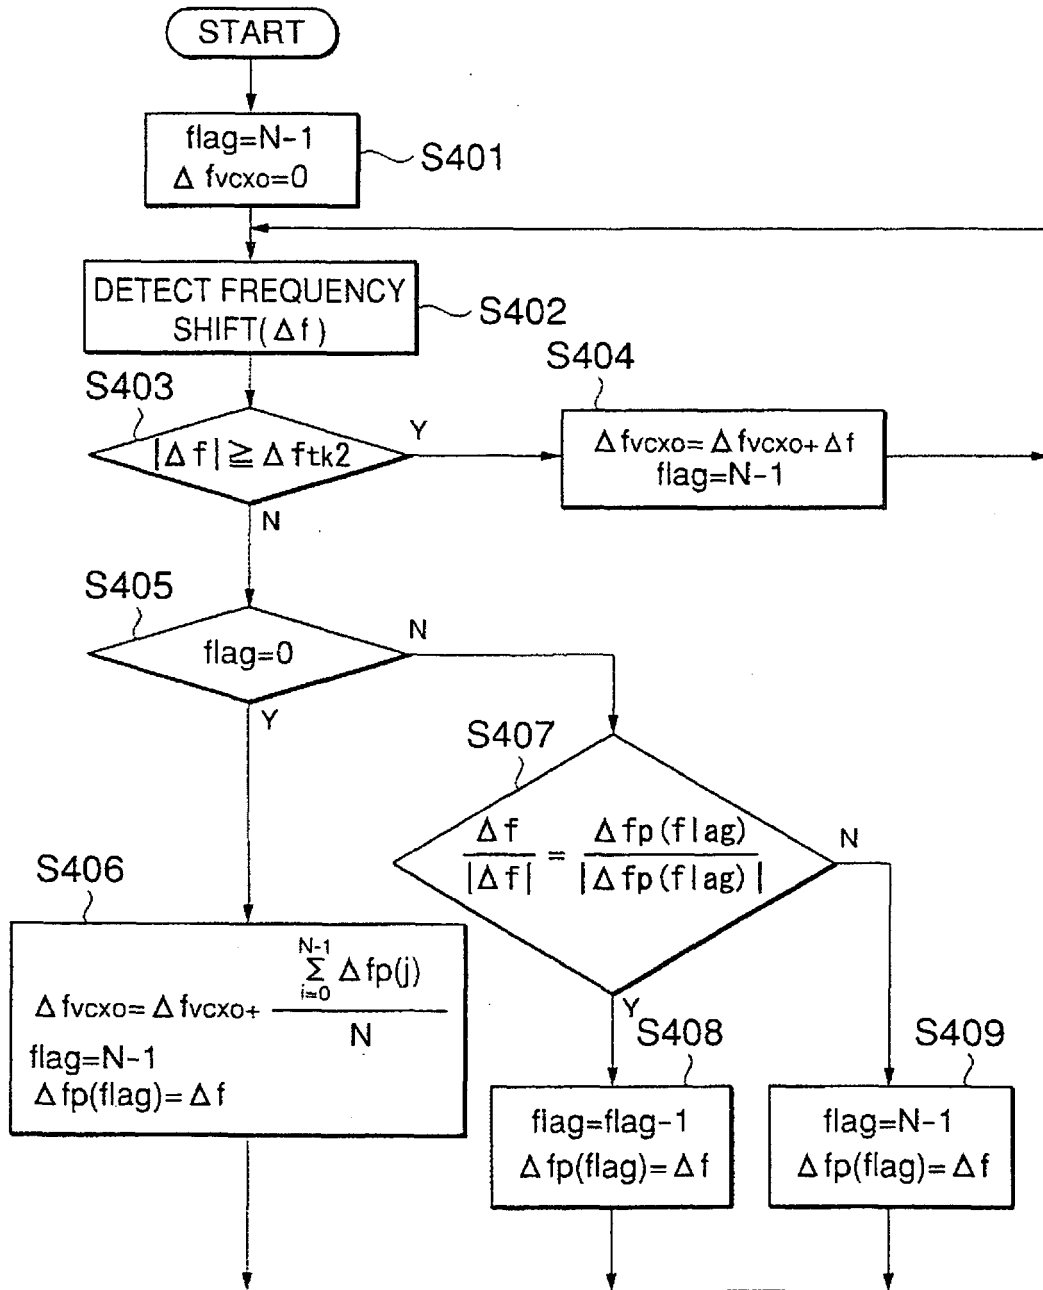 START
flag=N-1
Δ fvcxo=0
S401
DETECT FREQUENCY
SHIFT(Δf)
S402
S403
|Δf| ≧ Δftk2
Y
N
S404
Δfvcxo=Δfvcxo+Δf
flag=N-1
S405
flag=0
N
Y
S407
Δf / |Δf| = Δfp(flag) / |Δfp(flag)|
N
Y
S406
Δfvcxo=Δfvcxo+ N-1 Σ i=0 Δfp(j) / N
flag=N-1
Δfp(flag)=Δf
S408
flag=flag-1
Δfp(flag)=Δf
S409
flag=N-1
Δfp(flag)=Δf